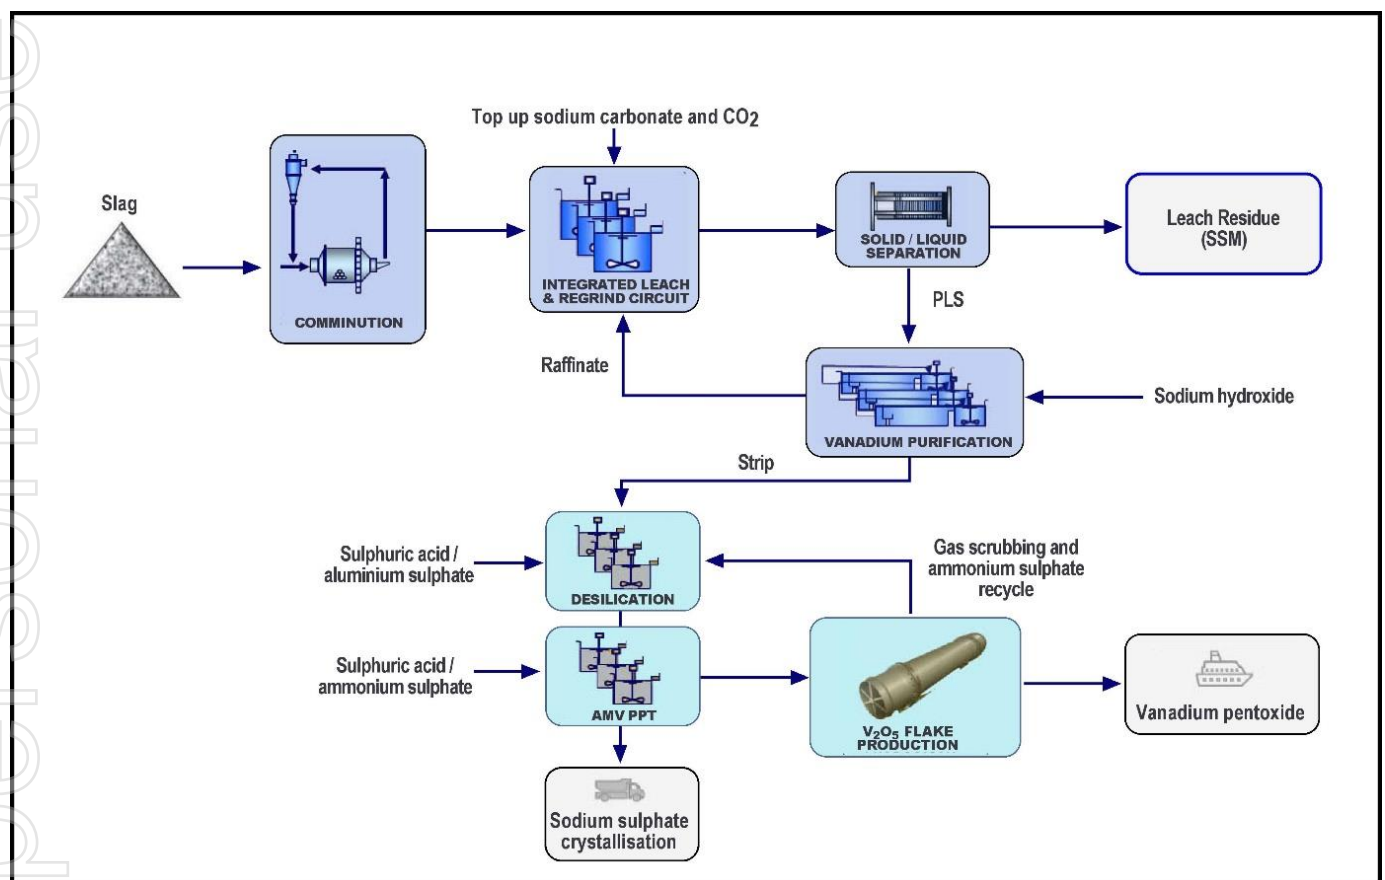 Top up sodium carbonate and CO2
Slag
COMMINUTION
INTEGRATED LEACH
& REGRIND CIRCUIT
SOLID / LIQUID
SEPARATION
Leach Residue
(SSM)
PLS
Raffinate
VANADIUM PURIFICATION
Sodium hydroxide
Strip
Sulphuric acid /
aluminium sulphate
DESILICATION
Gas scrubbing and
ammonium sulphate
recycle
Sulphuric acid /
ammonium sulphate
AMV PPT
V2O5 FLAKE
PRODUCTION
Vanadium pentoxide
Sodium sulphate
crystallisation
personal use